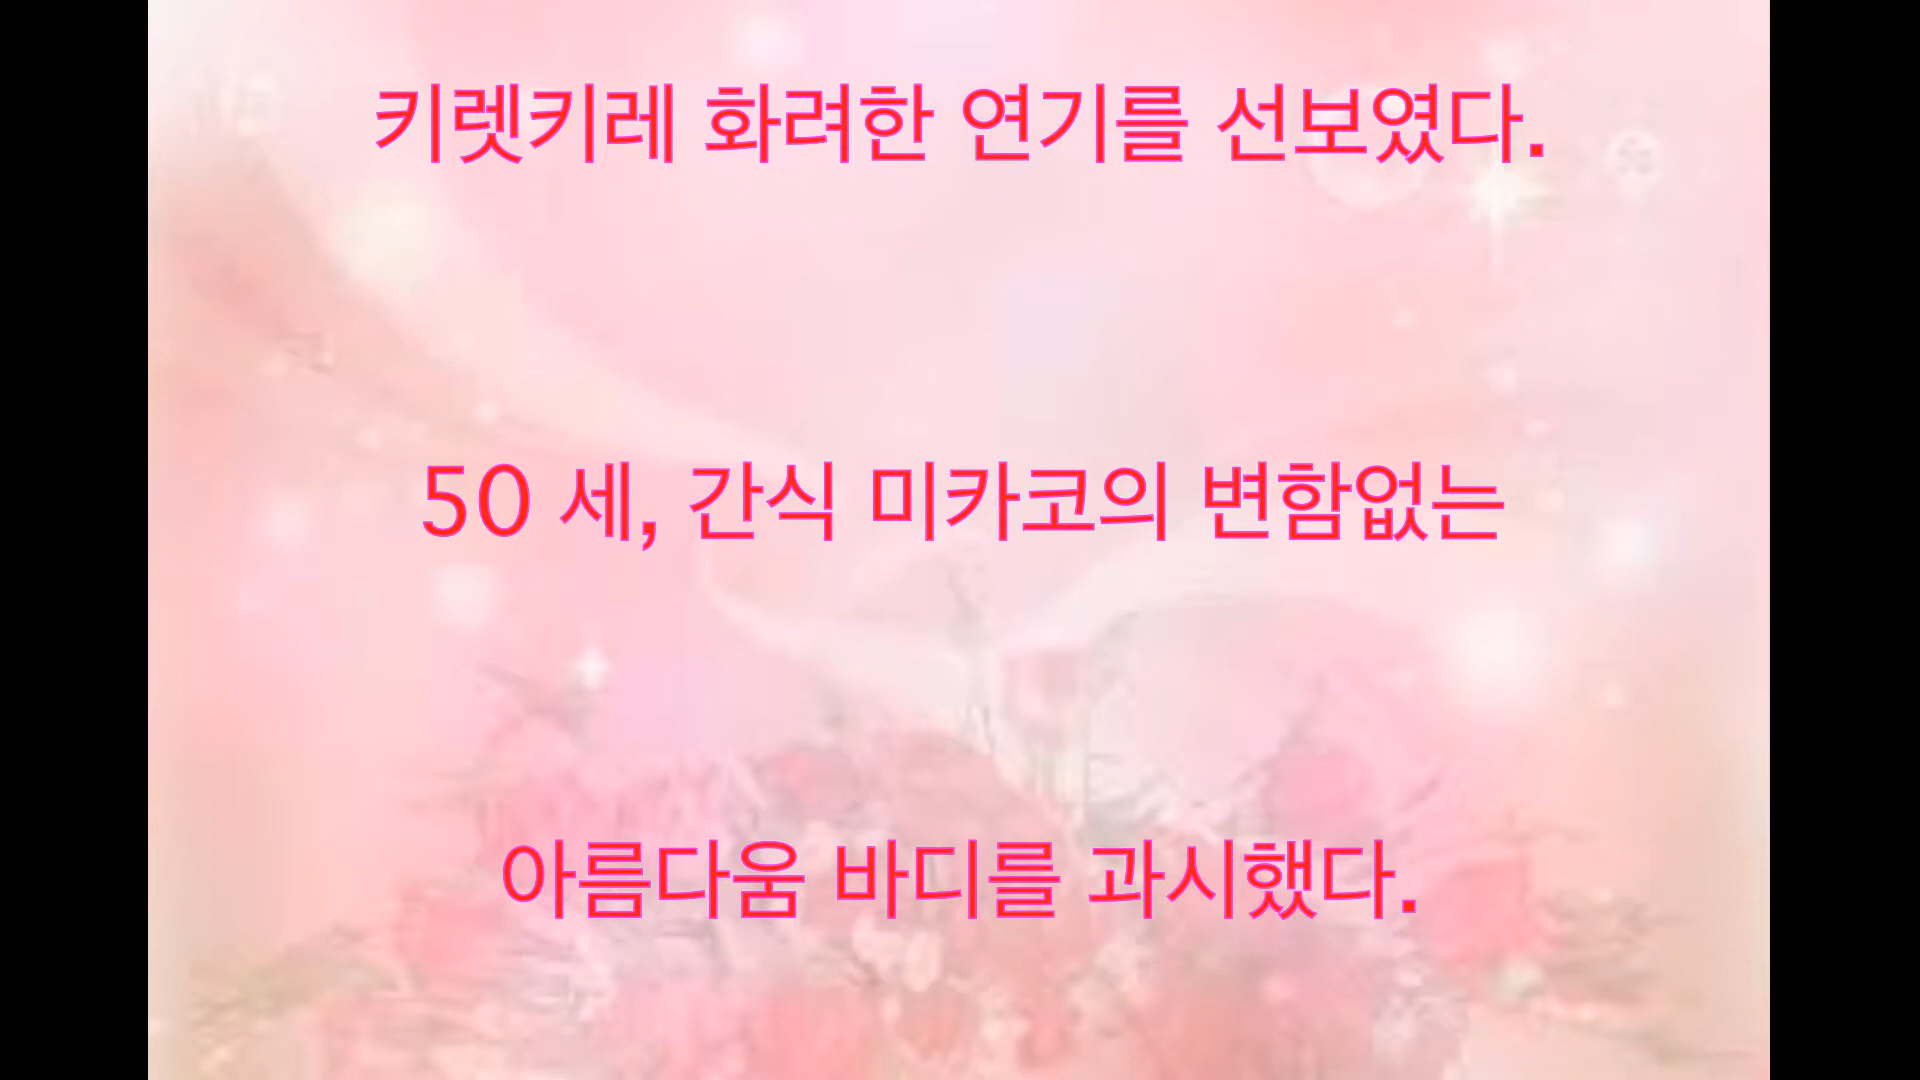 키렛키레 화려한 연기를 선보였다.
50 세, 간식 미카코의 변함없는
아름다움 바디를 과시했다.